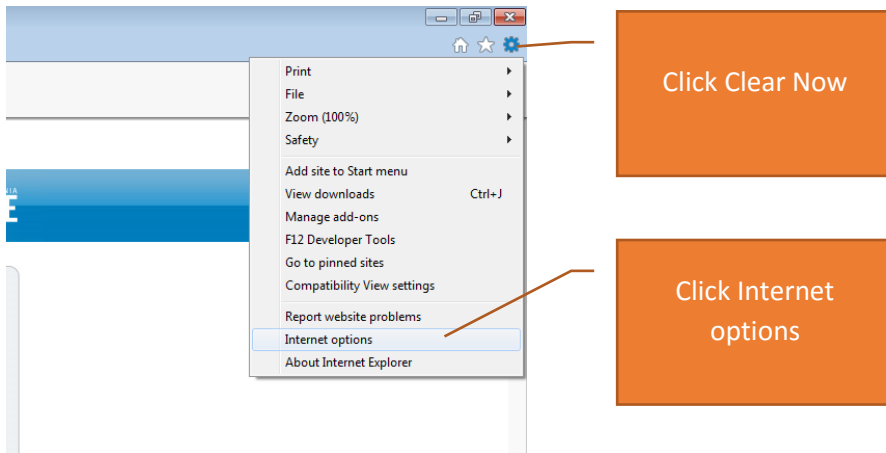 Click Clear Now
Print
File
Zoom (100%)
Safety
Add site to Start menu
View downloads Ctrl+J
Manage add-ons
F12 Developer Tools
Go to pinned sites
Compatibility View settings
Report website problems
Internet options
About Internet Explorer
NIA
E
Click Internet
options